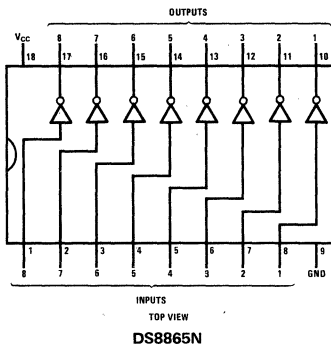 OUTPUTS
VCC 8 7 6 5 4 3 2 1
18 17 16 15 14 13 12 11 10
1 2 3 4 5 6 7 8 9
8 7 6 5 4 3 2 1 GND
INPUTS
TOP VIEW
DS8865N